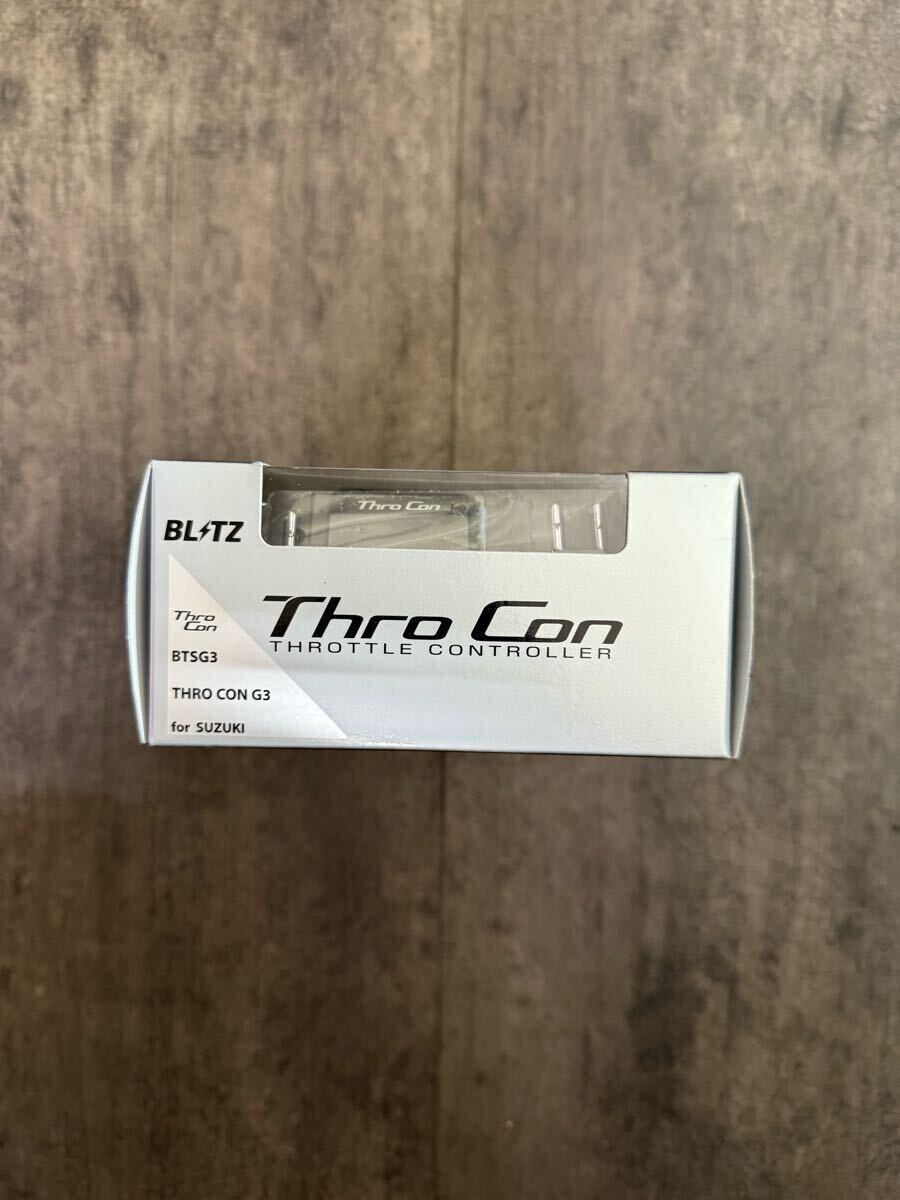 Thro Con
BLITZ
Thro Con
THROTTLE CONTROLLER
Thro
Con
BTSG3
THRO CON G3
for SUZUKI